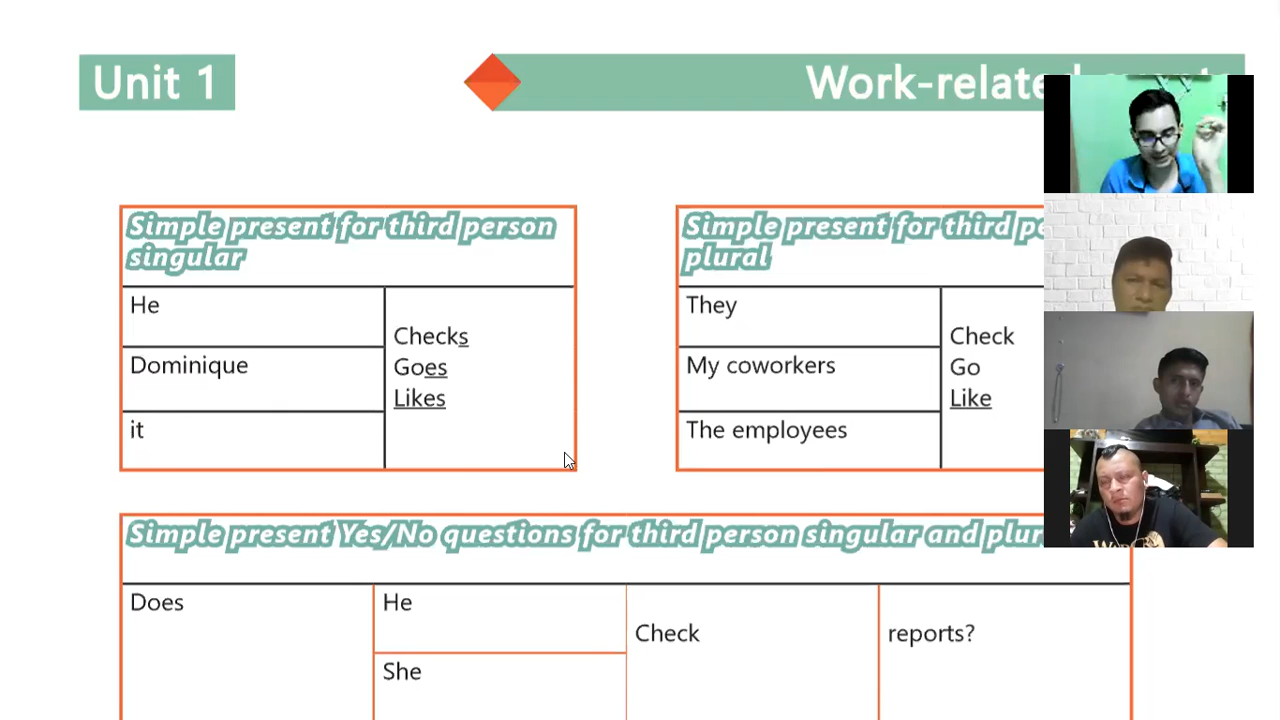 Unit 1
Work-relate
Simple present for third person
singular
He
Dominique
it
Checks
Goes
Likes
Simple present for third pe
plural
They
My coworkers
The employees
Check
Go
Like
Simple present Yes/No questions for third person singular and plur
Does
He
She
Check
reports?